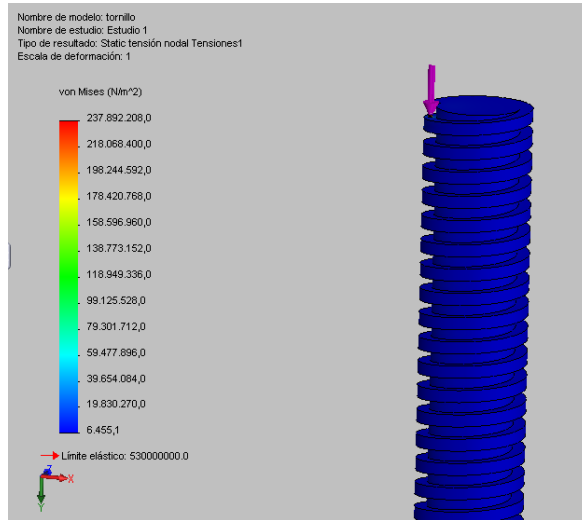 Nombre de modelo: tornillo
Nombre de estudio: Estudio 1
Tipo de resultado: Static tensión nodal Tensiones1
Escala de deformación: 1
von Mises (N/m^2)
237.892.208,0
218.068.400,0
198.244.592,0
178.420.768,0
158.596.960,0
138.773.152,0
118.949.336,0
99.125.528,0
79.301.712,0
59.477.896,0
39.654.084,0
19.830.270,0
6.455,1
Límite elástico: 530000000.0
Z
X
Y